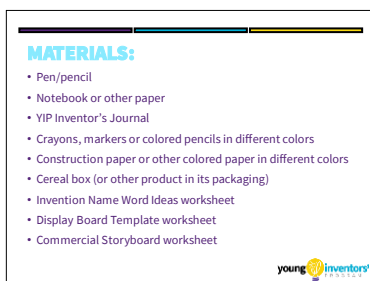 MATERIALS:
• Pen/pencil
• Notebook or other paper
• YIP Inventor's Journal
• Crayons, markers or colored pencils in different colors
• Construction paper or other colored paper in different colors
• Cereal box (or other product in its packaging)
• Invention Name Word Ideas worksheet
• Display Board Template worksheet
• Commercial Storyboard worksheet
young inventors'
PROGRAM